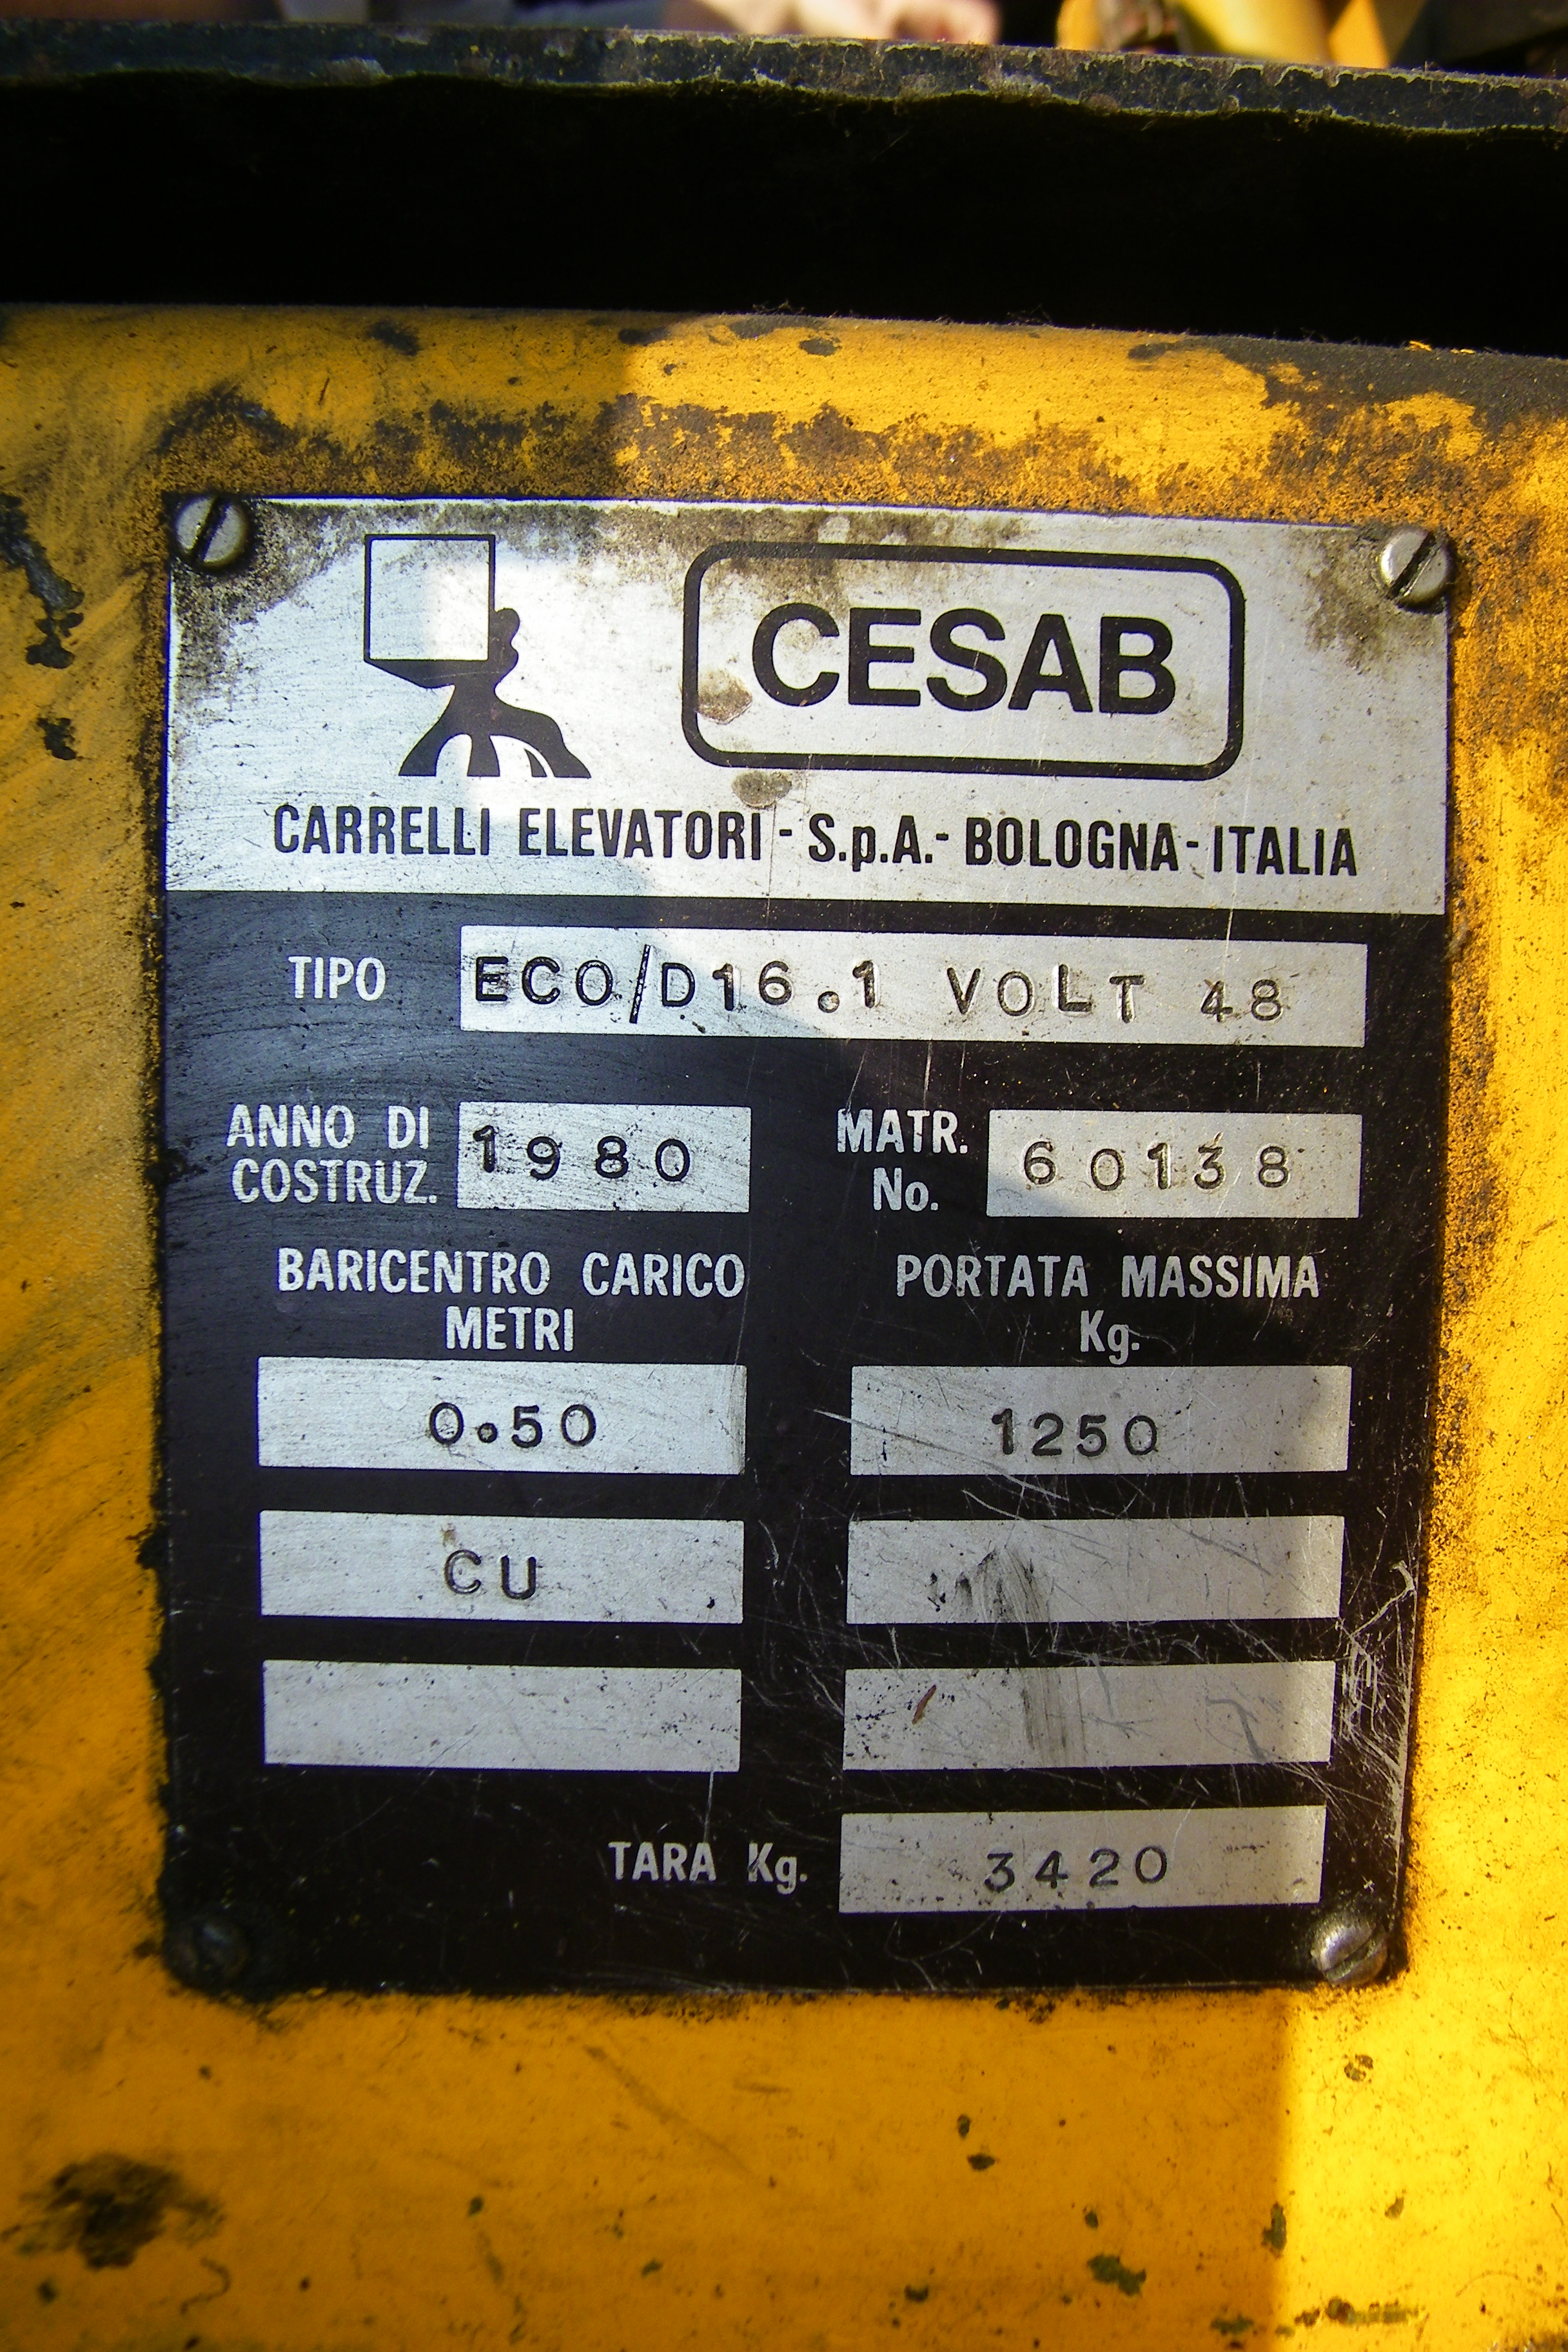 CESAB
CARRELLI ELEVATORI - S.p.A. - BOLOGNA - ITALIA
TIPO ECO/D16.1 VOLT 48
ANNO DI COSTRUZ. 1980
MATR. No. 60138
BARICENTRO CARICO METRI
PORTATA MASSIMA Kg.
0.50 1250
CU
TARA Kg. 3420